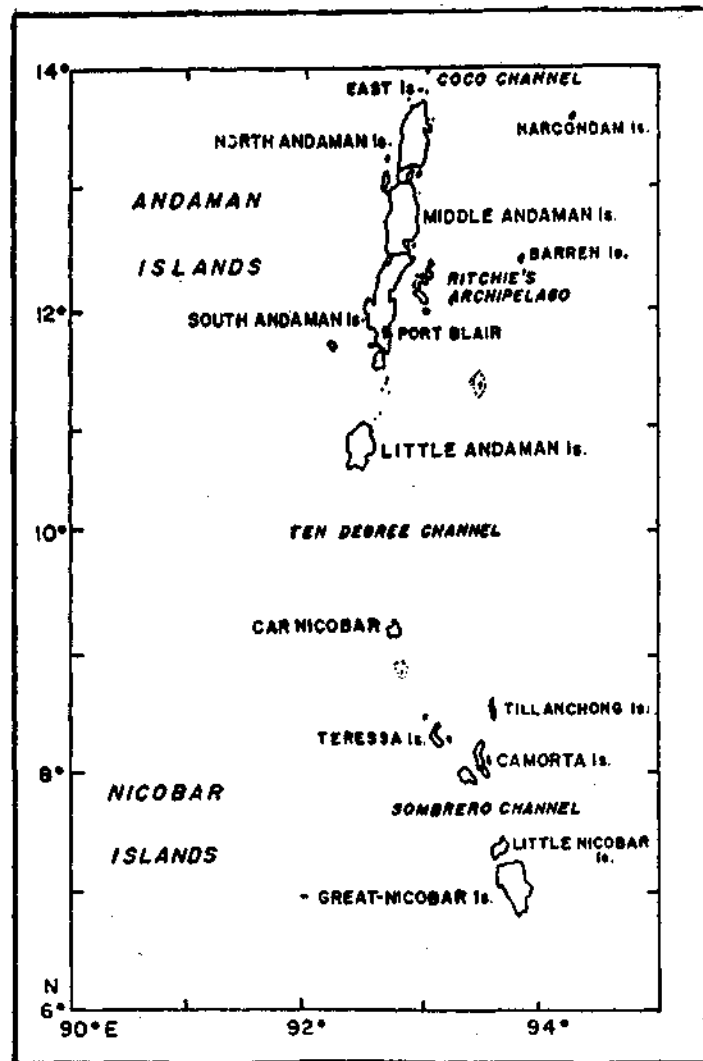 14°
COCO CHANNEL
EAST Is.
NARCONDAM Is.
NORTH ANDAMAN Is.
ANDAMAN
MIDDLE ANDAMAN Is.
BARREN Is.
ISLANDS
RITCHIE'S
ARCHIPELAGO
12°
SOUTH ANDAMAN Is.
PORT BLAIR
LITTLE ANDAMAN Is.
10°
TEN DEGREE CHANNEL
CAR NICOBAR
TILLANCHONG Is.
TERESSA Is.
CAMORTA Is.
8°
NICOBAR
SOMBRERO CHANNEL
LITTLE NICOBAR
Is.
ISLANDS
GREAT-NICOBAR Is.
N
6°
90°E
92°
94°